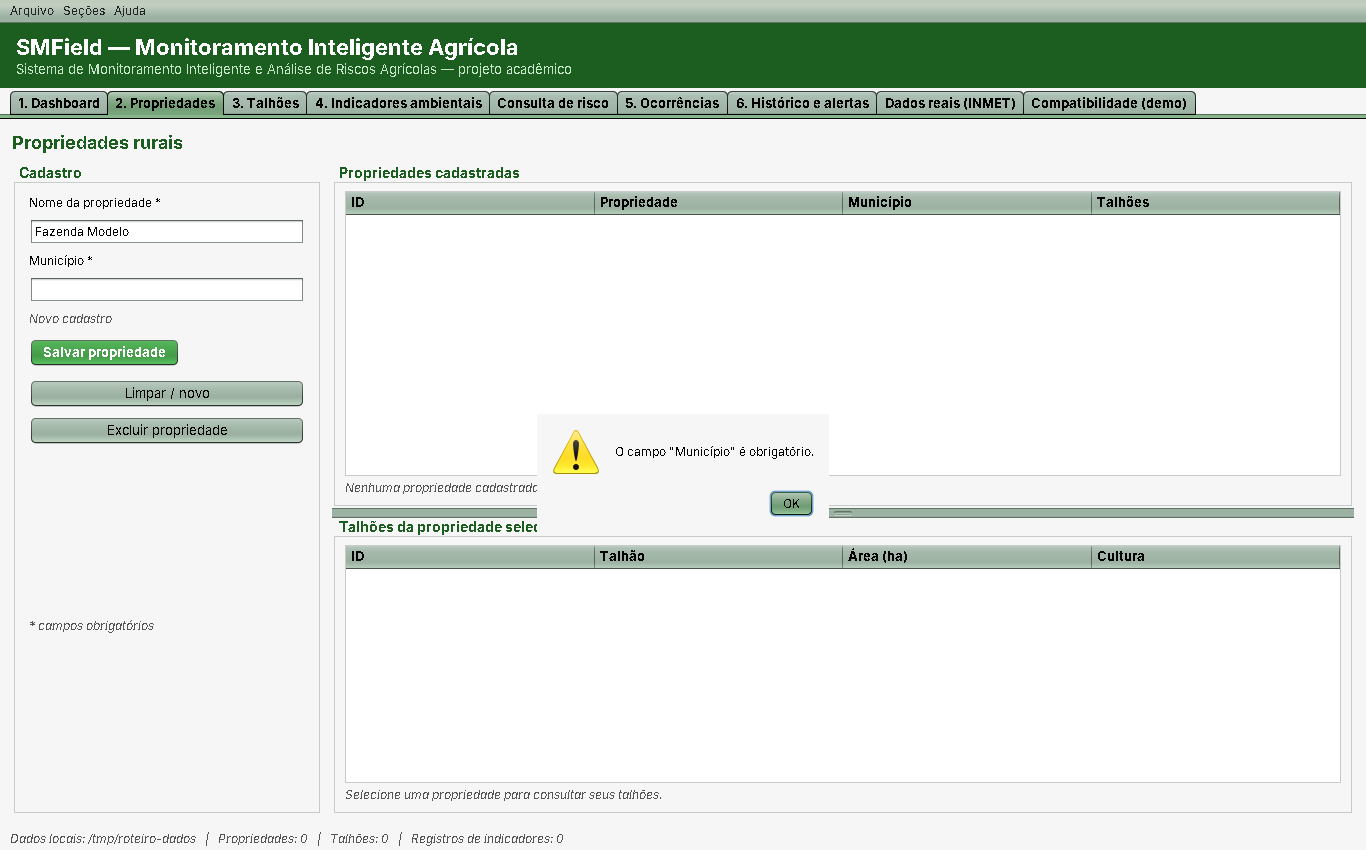 Arquivo Seções Ajuda
SMField — Monitoramento Inteligente Agrícola
Sistema de Monitoramento Inteligente e Análise de Riscos Agrícolas — projeto acadêmico
1. Dashboard 2. Propriedades 3. Talhões 4. Indicadores ambientais Consulta de risco 5. Ocorrências 6. Histórico e alertas Dados reais (INMET) Compatibilidade (demo)
Propriedades rurais
Cadastro
Nome da propriedade *
Fazenda Modelo
Município *
Novo cadastro
Salvar propriedade
Limpar / novo
Excluir propriedade
* campos obrigatórios
Propriedades cadastradas
ID Propriedade Município Talhões
Nenhuma propriedade
O campo "Município" é obrigatório.
OK
Talhões da propriedade
ID Talhão Área (ha) Cultura
Selecione uma propriedade para consultar seus talhões.
Dados locais: /tmp/roteiro-dados | Propriedades: 0 | Talhões: 0 | Registros de indicadores: 0